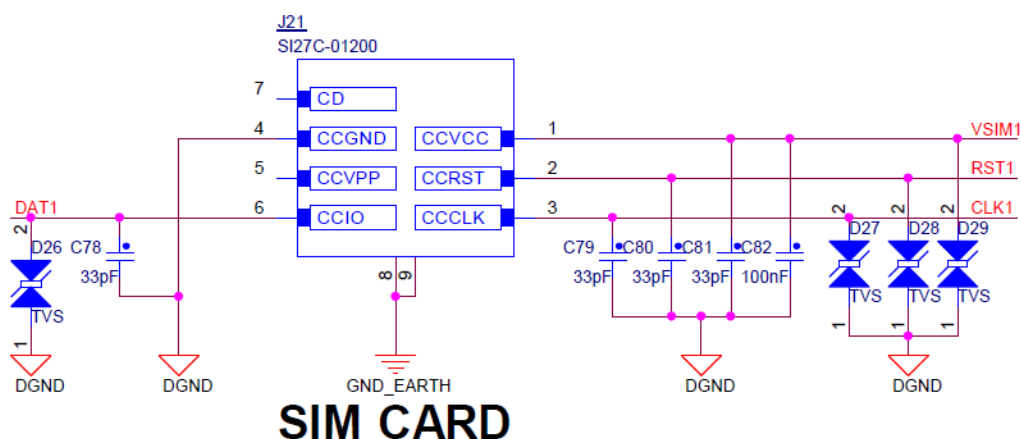 J21
SI27C-01200
7 CD
4 CCGND CCVCC 1 VSIM1
5 CCVPP CCRST 2 RST1
DAT1 6 CCIO CCCLK 3 CLK1
2 D26 C78 8 9 C79 C80 C81 C82 2 D27 2 D28 2 D29
33pF 33pF 33pF 33pF 100nF
TVS TVS TVS TVS
1 1 1 1
DGND DGND GND_EARTH DGND DGND
SIM CARD